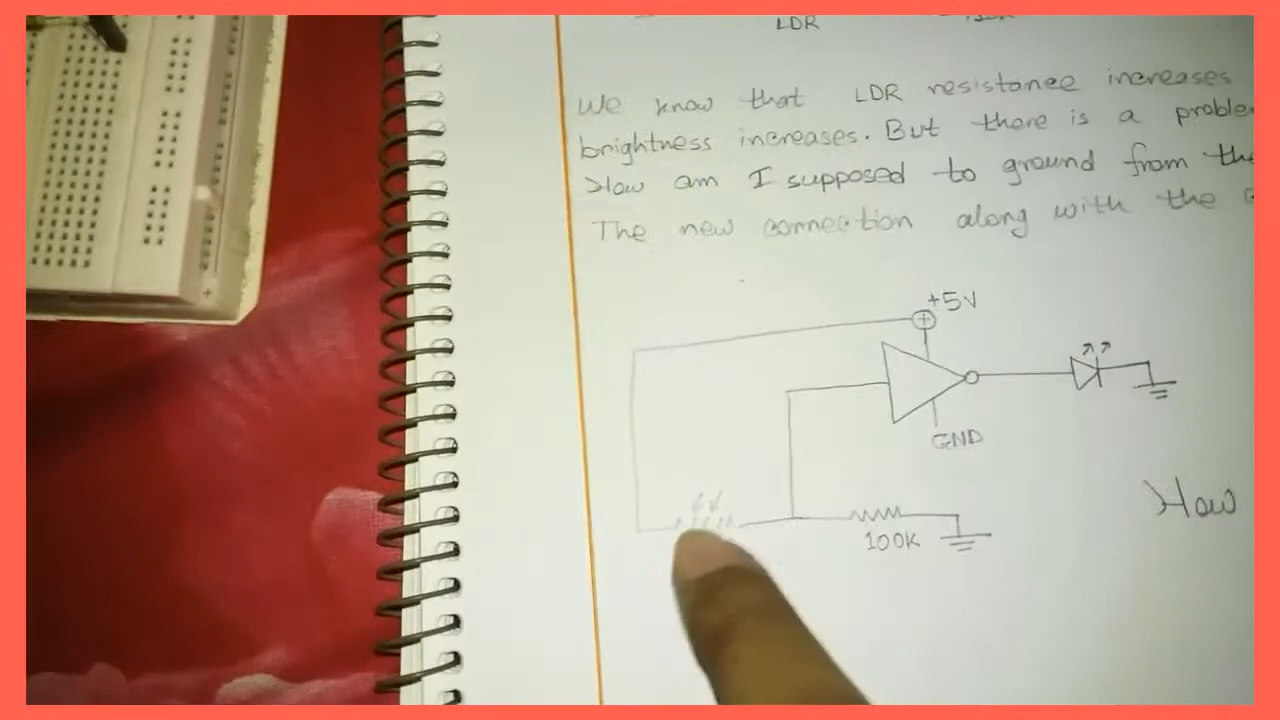 LDR
We know that LDR resistance increases
brightness increases. But there is a
How am I supposed to ground from the
The new connection along with the
+5V
GND
How
100K
+